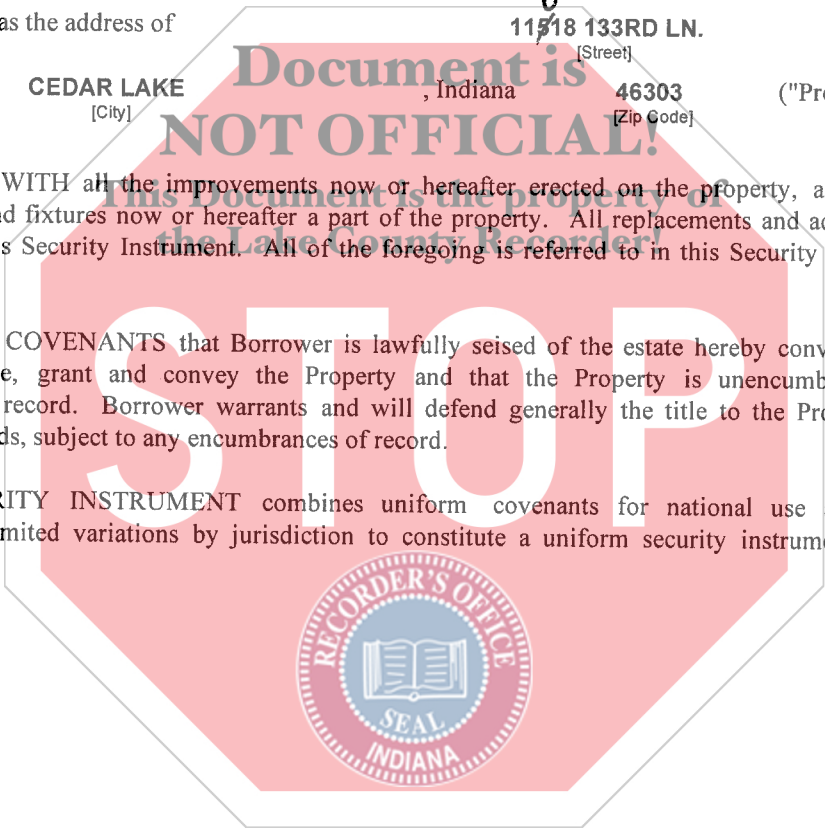 as the address of 11518 133RD LN.
[Street]
CEDAR LAKE , Indiana 46303 ("Pro
[City] [Zip Code]
Document is
NOT OFFICIAL!
This Document is the property of
the Lake County Recorder!
WITH all the improvements now or hereafter erected on the property, a
d fixtures now or hereafter a part of the property. All replacements and ad
s Security Instrument. All of the foregoing is referred to in this Security
STOP
COVENANTS that Borrower is lawfully seised of the estate hereby conv
e, grant and convey the Property and that the Property is unencumb
record. Borrower warrants and will defend generally the title to the Pro
ds, subject to any encumbrances of record.
RITY INSTRUMENT combines uniform covenants for national use
mited variations by jurisdiction to constitute a uniform security instrume
RECORDER'S OFFICE
SEAL
INDIANA